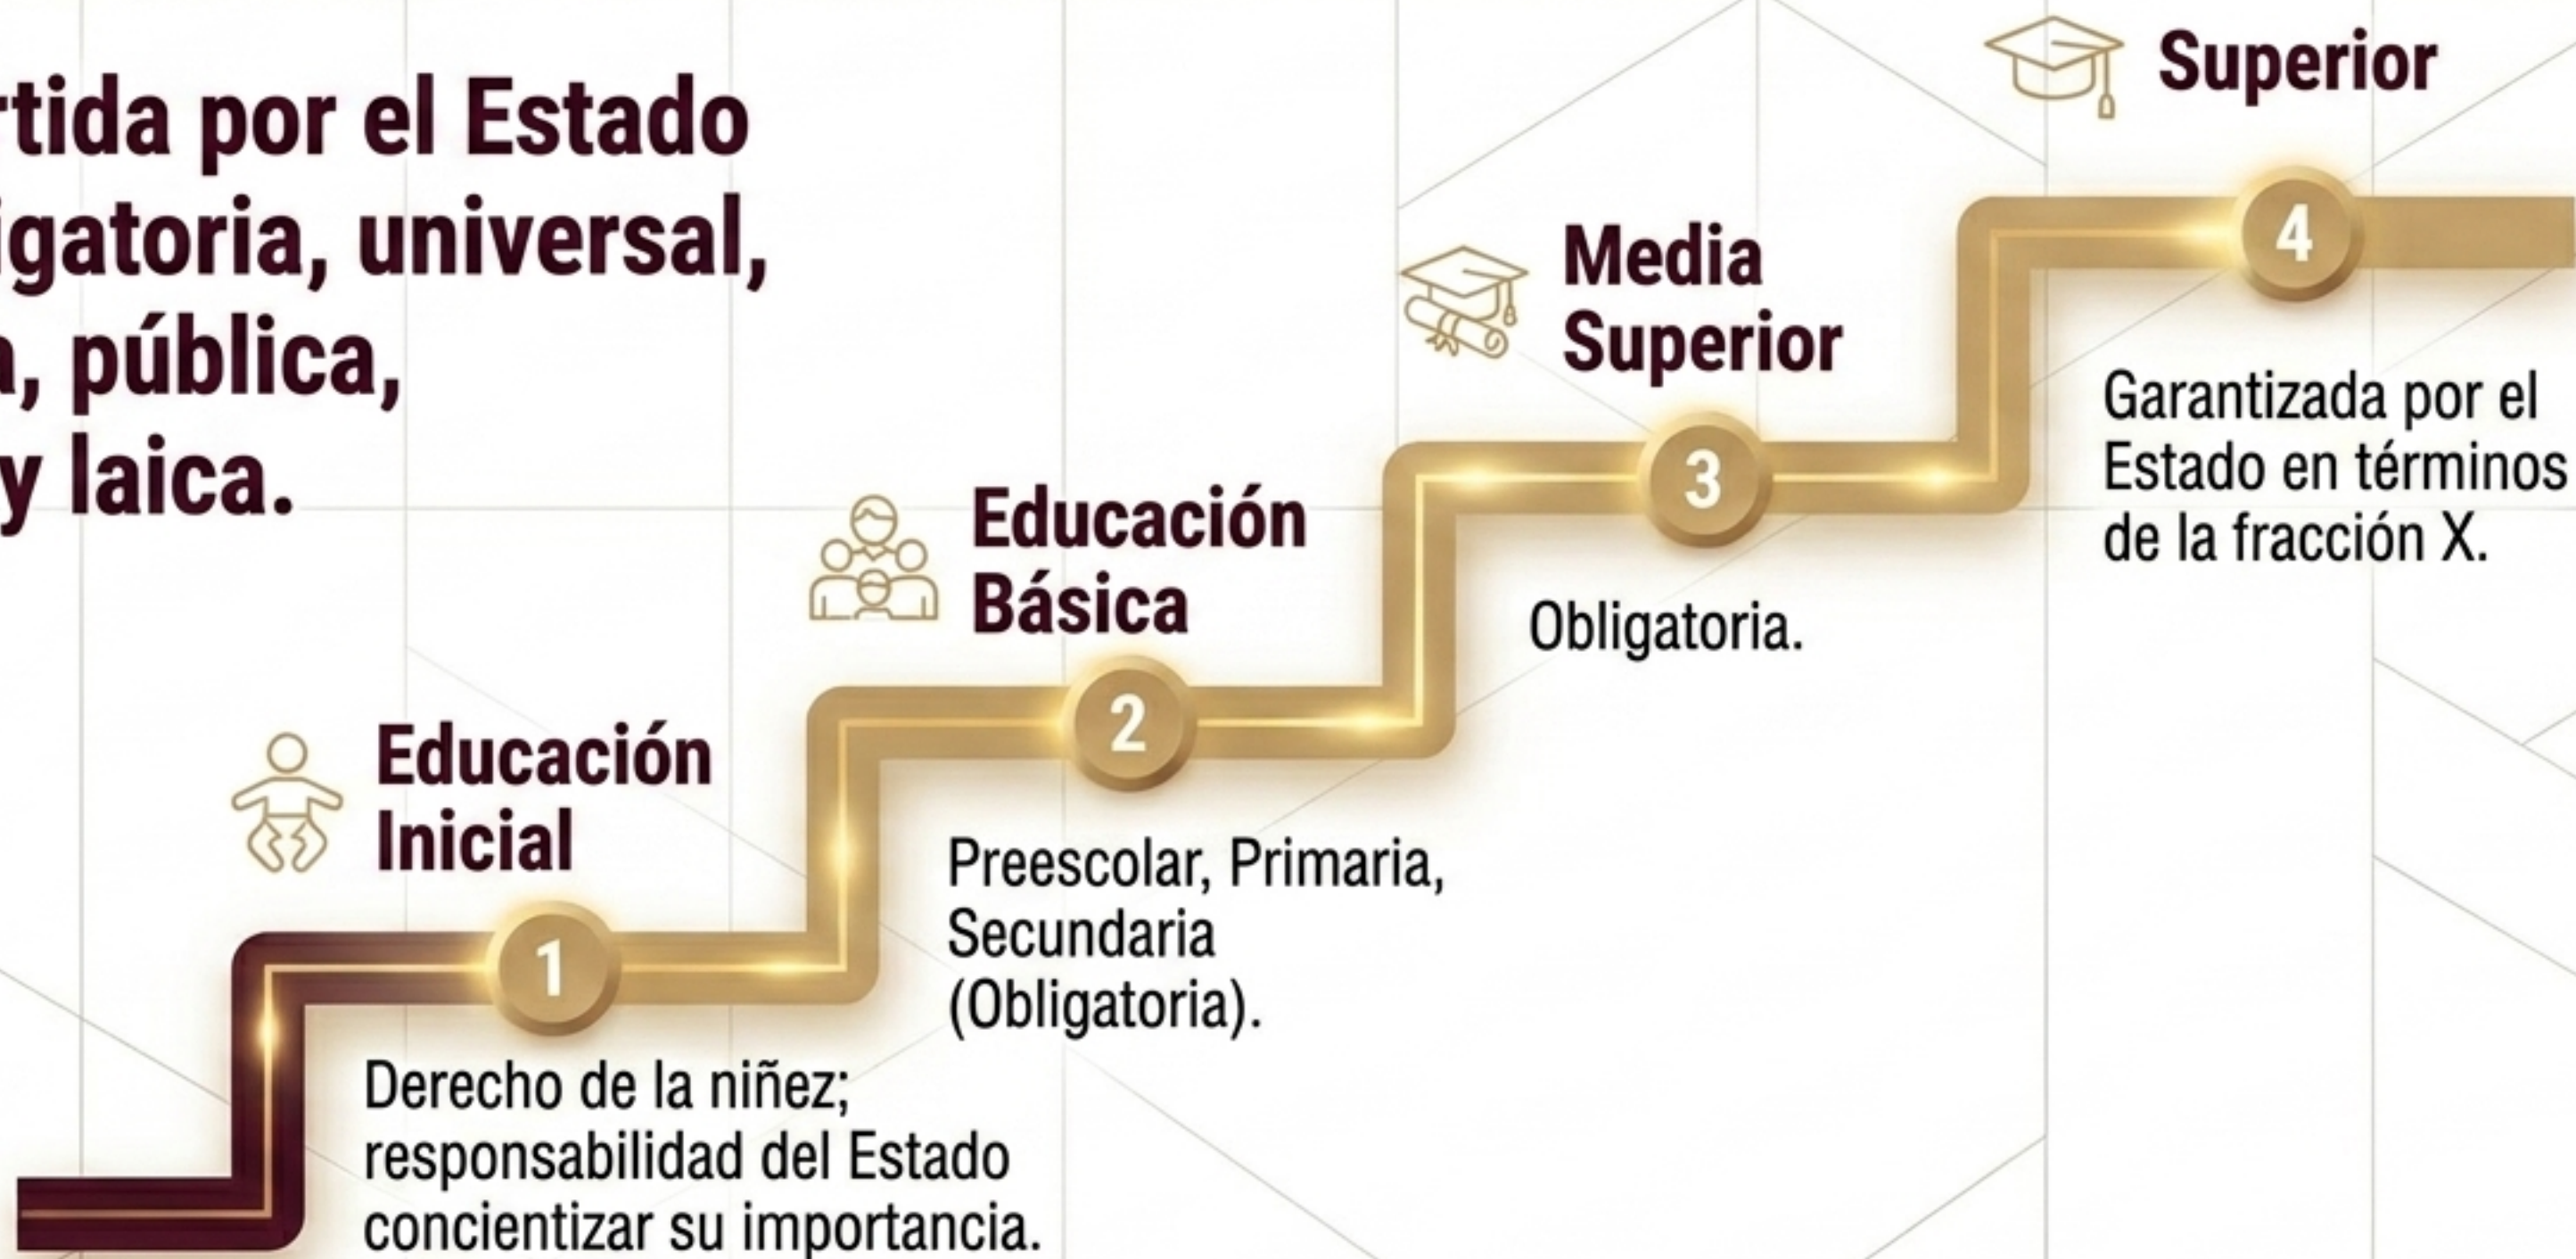 rtida por el Estado
igatoria, universal,
a, pública,
y laica.
Superior
4
Garantizada por el
Estado en términos
de la fracción X.
Media
Superior
3
Obligatoria.
Educación
Básica
2
Preescolar, Primaria,
Secundaria
(Obligatoria).
Educación
Inicial
1
Derecho de la niñez;
responsabilidad del Estado
concientizar su importancia.